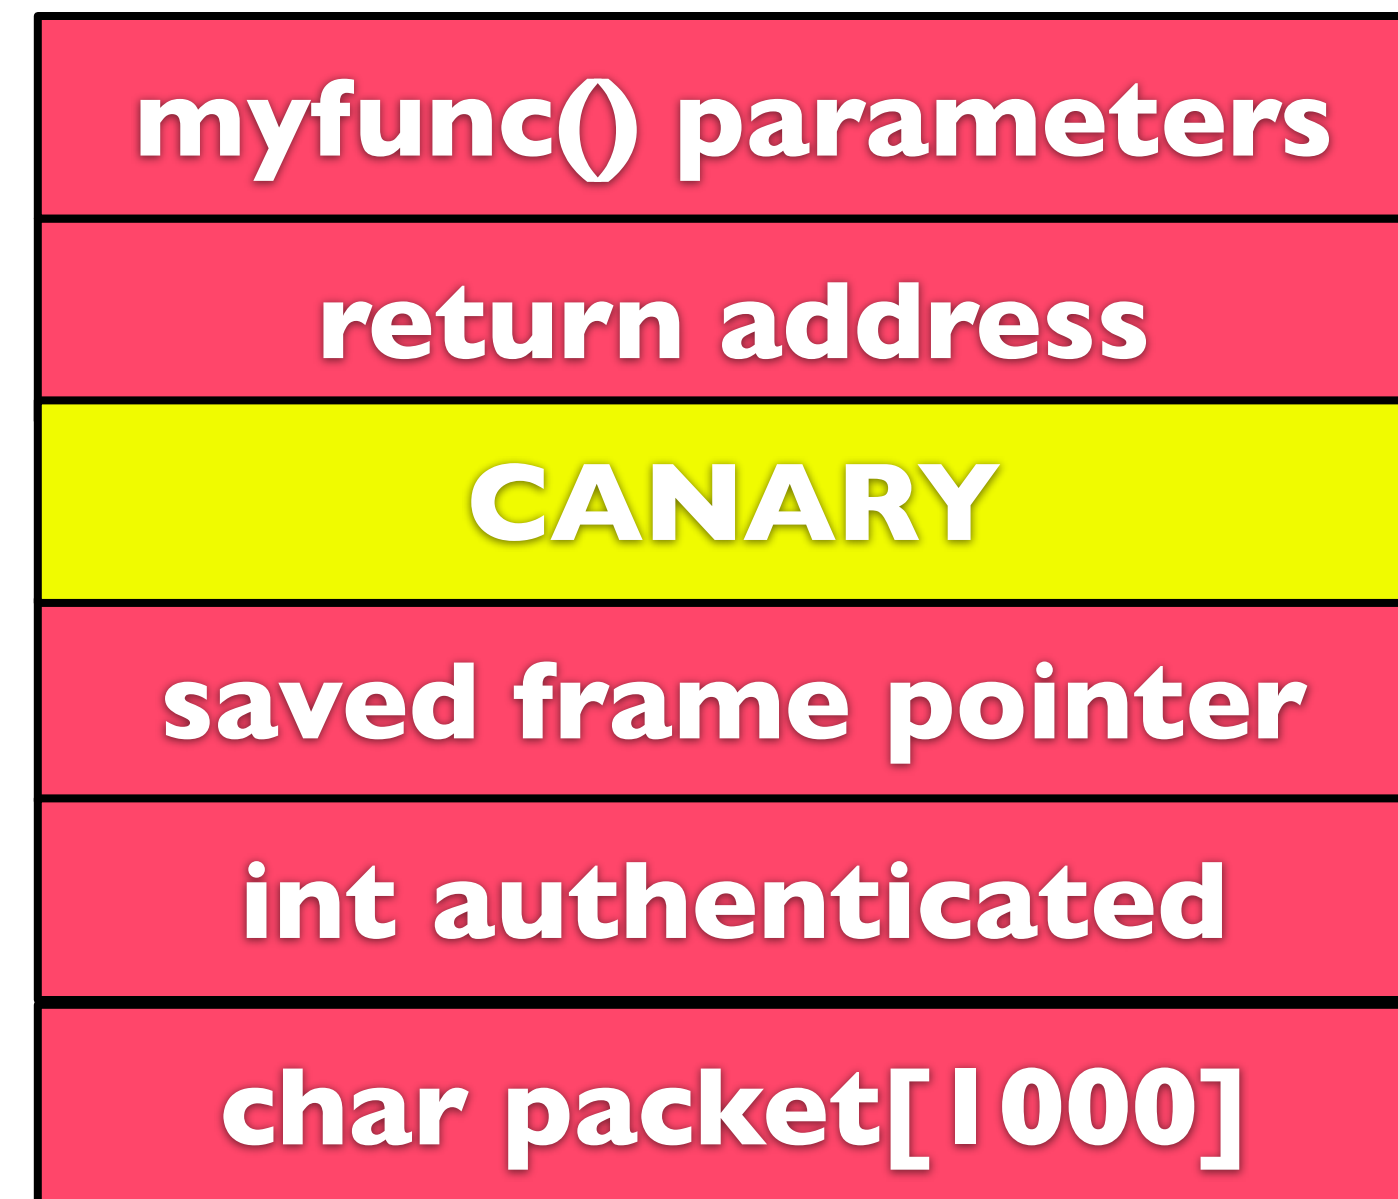 myfunc() parameters
return address
CANARY
saved frame pointer
int authenticated
char packet[1000]